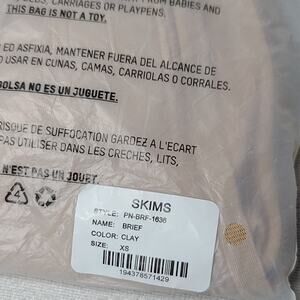 BEDS, CARRIAGES OR PLAYPENS.
THIS BAG IS NOT A TOY.
ASFIXIA, MANTENER FUERA DEL ALCANCE DE
O USAR EN CUNAS, CAMAS, CARRIOLAS O CORRALES.
BOLSA NO ES UN JUGUETE.
RISQUE DE SUFFOCATION GARDEZ A L'ECART
PAS UTILISER DANS LES CRECHES, LITS,
N'EST PAS UN JOUET.
4
SKIMS
STYLE: PN-BRF-1636
NAME: BRIEF
COLOR: CLAY
SIZE: XS
194378571429